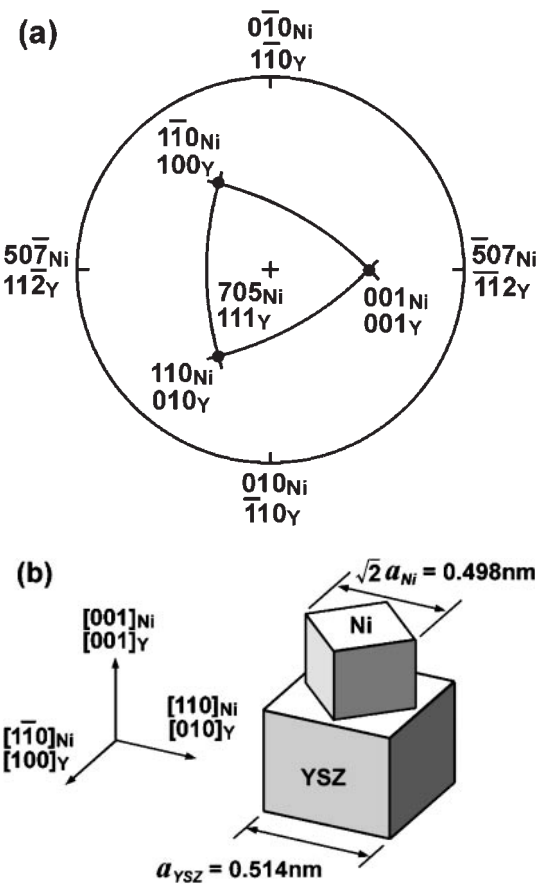 (a)
01̅0Ni
11̅0Y
11̅0Ni
100Y
507̅Ni
112̅Y
705Ni
111Y
001Ni
001Y
5̅07Ni
1̅1̅2Y
110Ni
010Y
010Ni
1̅10Y
(b)
√2 aNi = 0.498nm
Ni
[001]Ni
[001]Y
[110]Ni
[010]Y
[11̅0]Ni
[100]Y
YSZ
aYSZ = 0.514nm